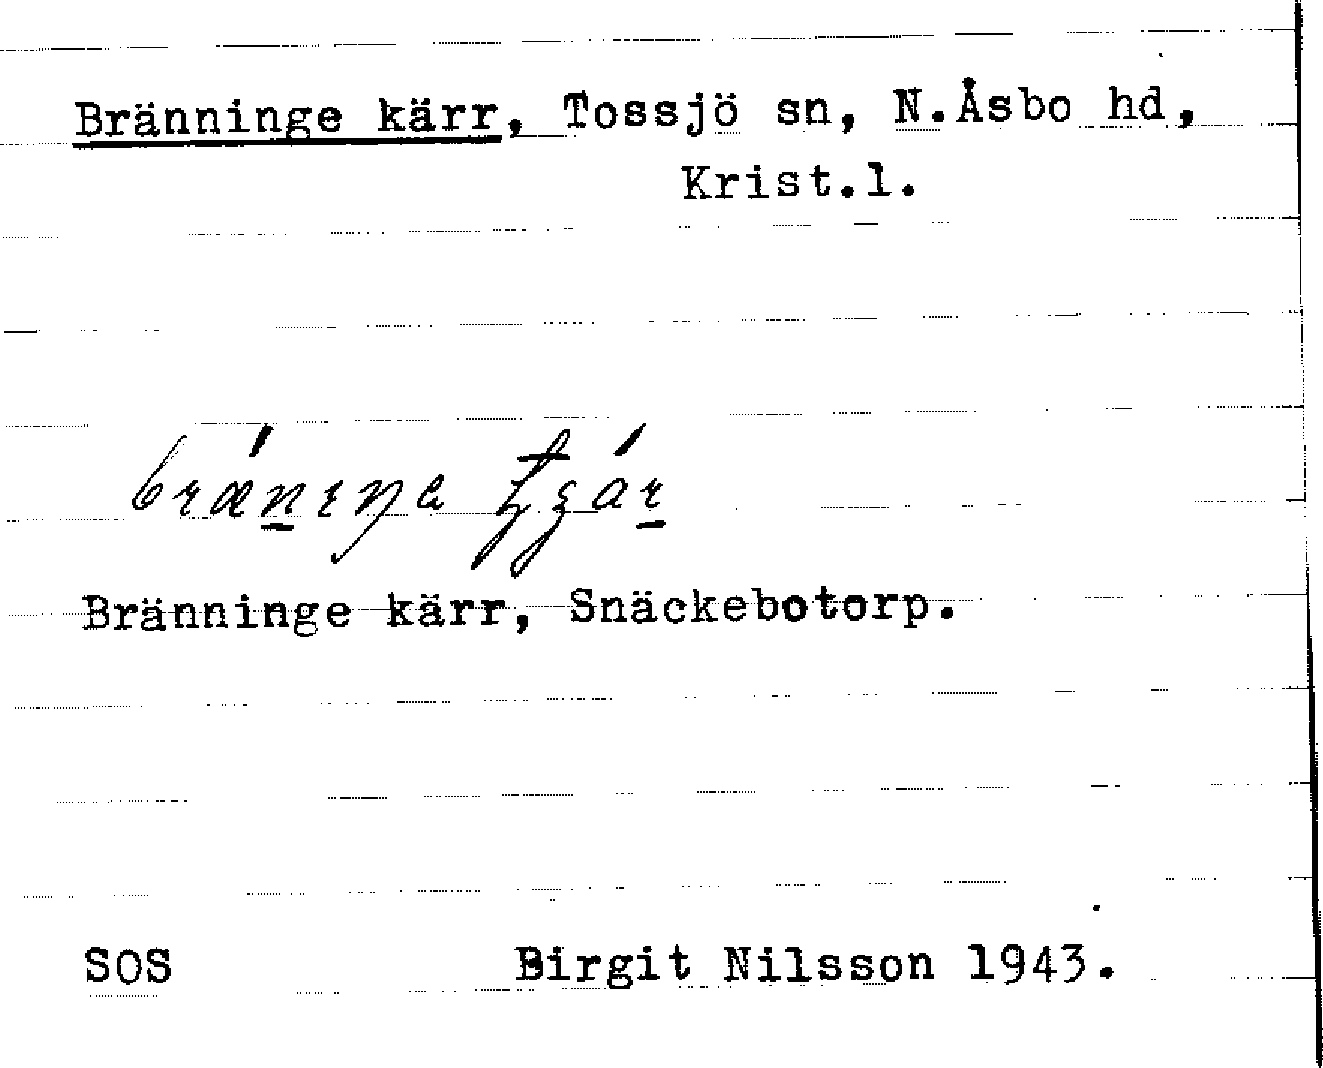 Bränninge kärr, Tossjö sn, N.Åsbo hd,
Krist.l.
Bränninge kärr, Snäckebotorp.
SOS Birgit Nilsson 1943.